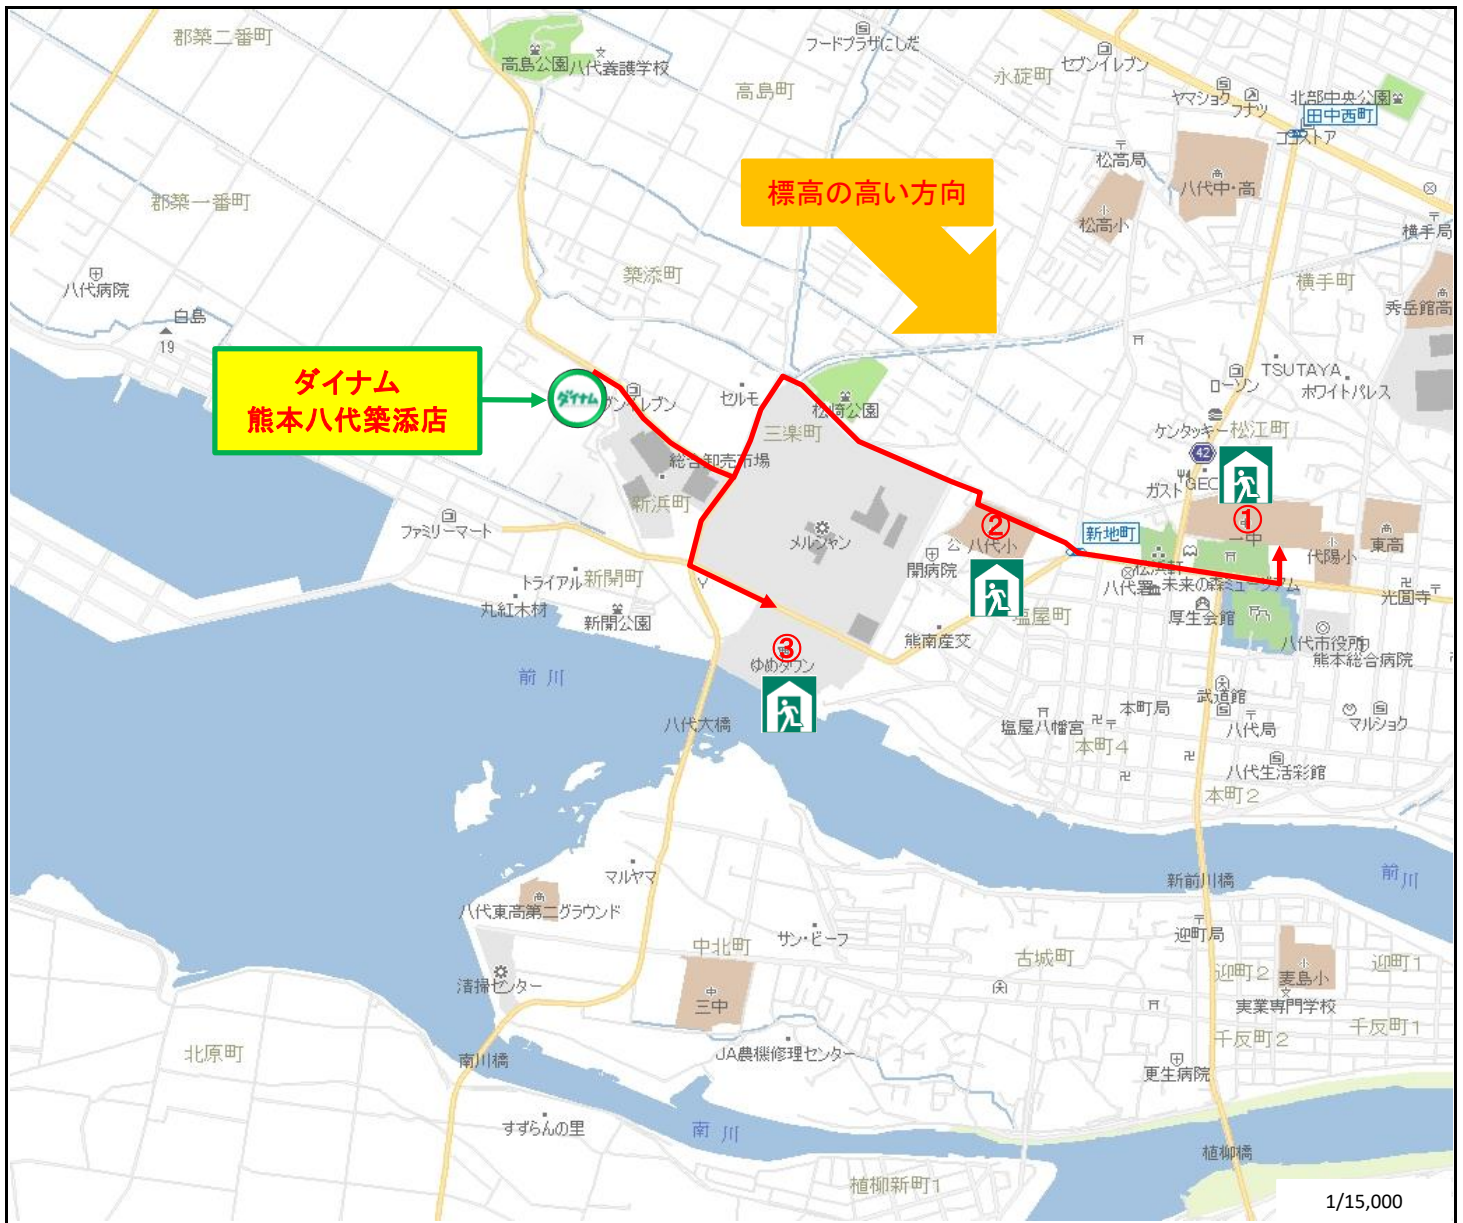 郡築二番町
高島公園
八代養護学校
フードプラザにしだ
高島町
永碇町
セブンイレブン
ヤマショク
フナツ
北部中央公園
田中西町
ココストア
松高局
八代中・高
松高小
横手局
標高の高い方向
郡築一番町
築添町
横手町
八代病院
白島
19
秀岳館高
ダイナム
熊本八代築添店
ダイナム
ブンイレブン
セルモ
松崎公園
三楽町
TSUTAYA
ローソン
ホワイトパレス
ケンタッキー
松江町
42
ガスト
GEO
総合卸売市場
新浜町
ファミリーマート
メルシャン
②
八代小
開病院
公
新地町
①
一中
代陽小
東高
松浜軒
八代署
未来の森ミュージアム
光圓寺
トライアル
新開町
丸紅木材
新開公園
塩屋町
厚生会館
八代市役所
熊本総合病院
熊南産交
③
ゆめタウン
前川
八代大橋
塩屋八幡宮
本町局
武道館
八代局
マルショク
本町4
八代生活彩館
本町2
マルヤマ
新前川橋
前川
八代東高第二グラウンド
中北町
サン・ビーフ
古城町
迎町局
迎町2
麦島小
迎町1
清掃センター
三中
実業専門学校
千反町1
千反町2
北原町
南川橋
JA農機修理センター
更生病院
すずらんの里
南川
植柳橋
植柳新町1
1/15,000